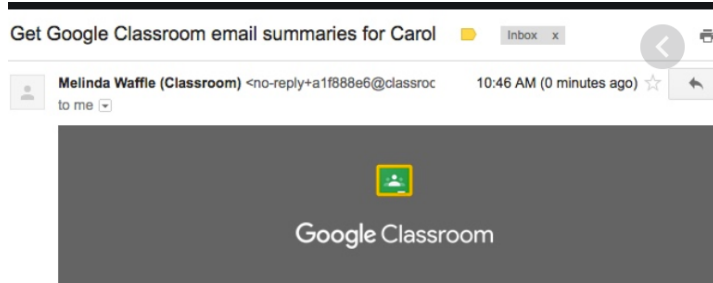 Get Google Classroom email summaries for Carol Inbox x
Melinda Waffle (Classroom) <no-reply+a1f888e6@classroc 10:46 AM (0 minutes ago)
to me
Google Classroom